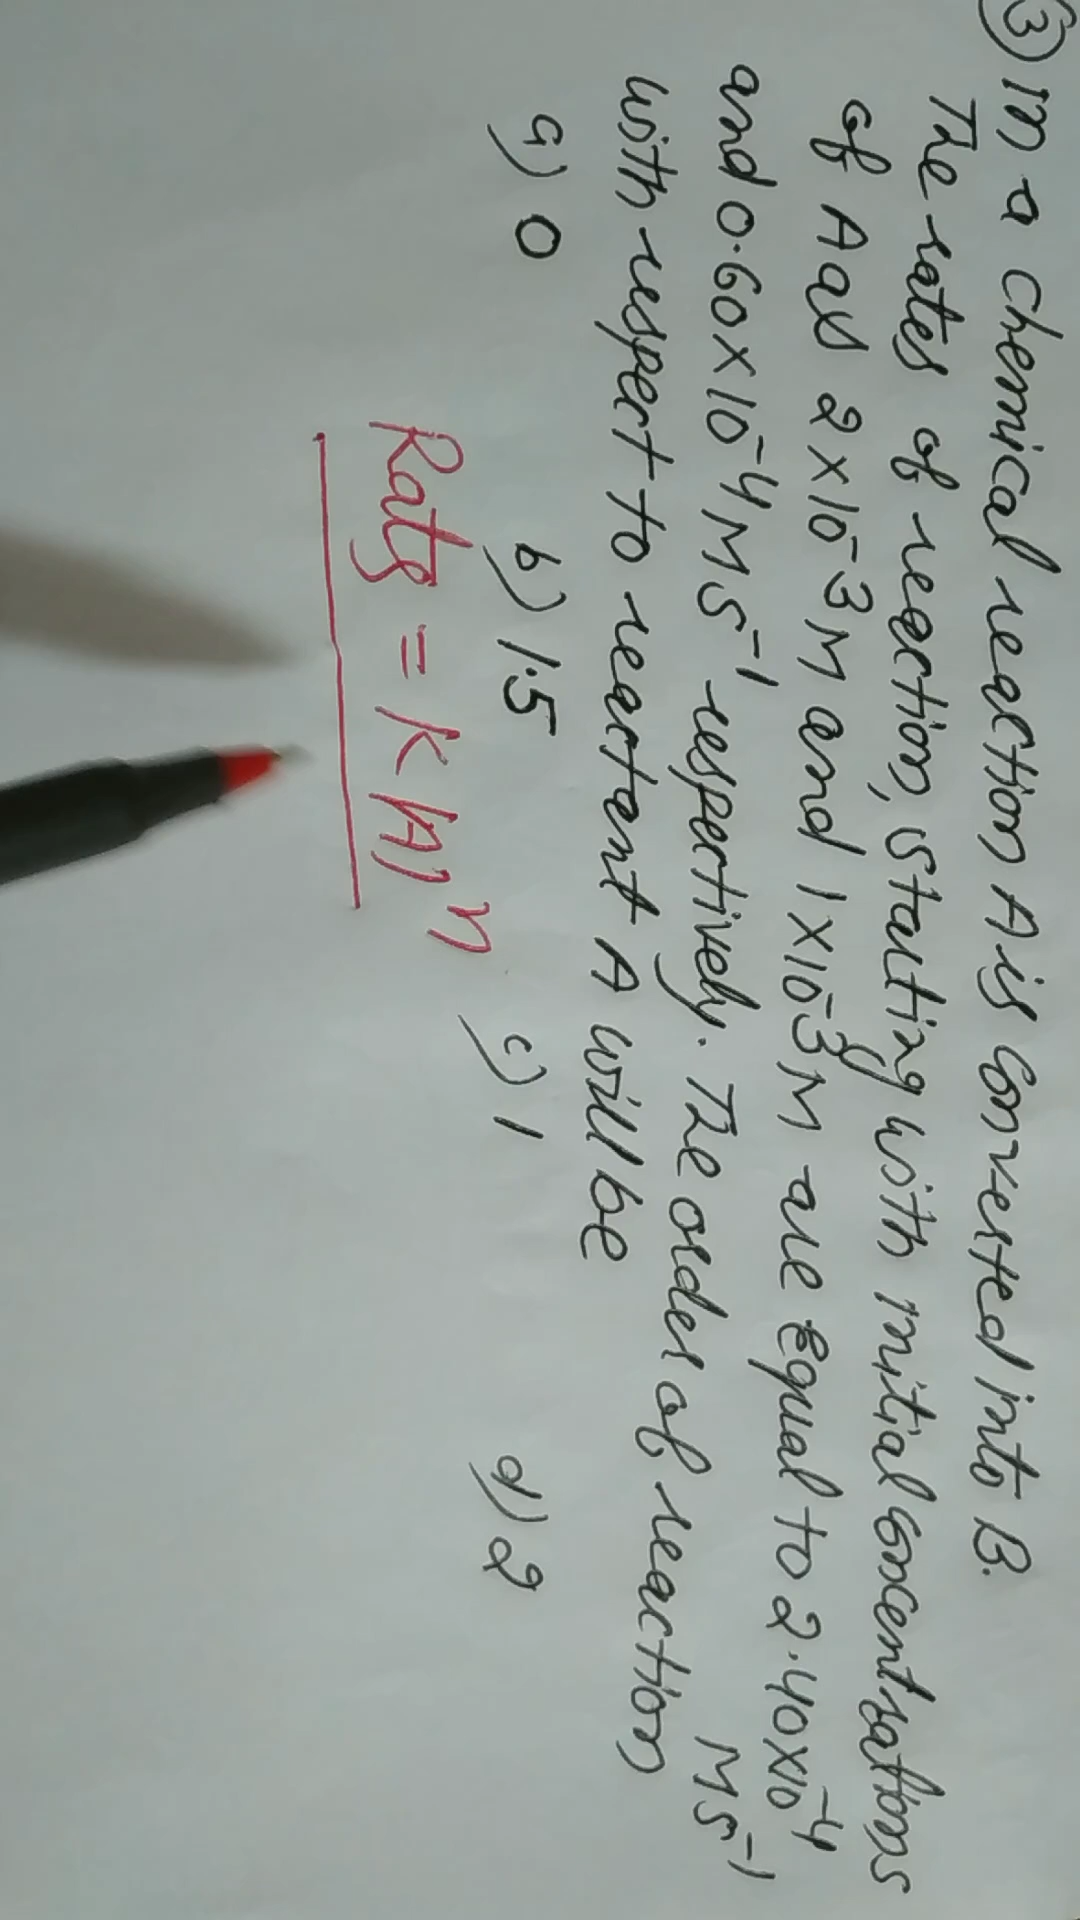 3) In a chemical reaction A is converted into B.
The rates of reaction, starting with initial concentrations
of A as 2×10⁻³M and 1×10⁻³M are equal to 2.40×10⁻⁴
MS⁻¹
and 0.60×10⁻⁴MS⁻¹ respectively. The order of reaction
with respect to reactant A will be
a) 0 b) 1.5 c) 1 d) 2
Rate = K[A]ⁿ